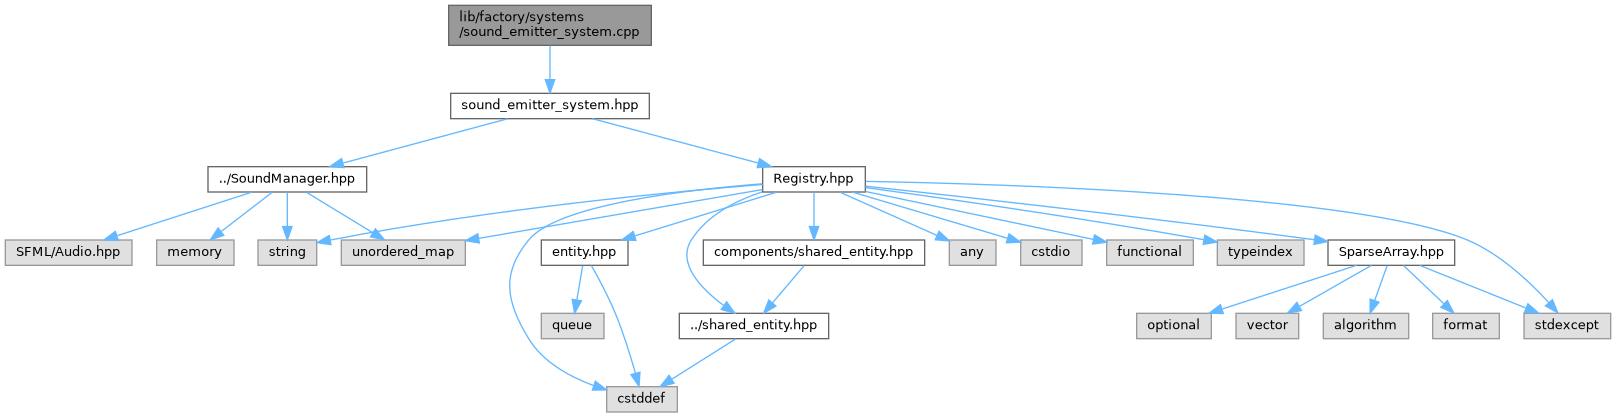 lib/factory/systems
/sound_emitter_system.cpp
sound_emitter_system.hpp
../SoundManager.hpp
Registry.hpp
SFML/Audio.hpp
memory
string
unordered_map
entity.hpp
components/shared_entity.hpp
any
cstdio
functional
typeindex
SparseArray.hpp
queue
../shared_entity.hpp
optional
vector
algorithm
format
stdexcept
cstddef